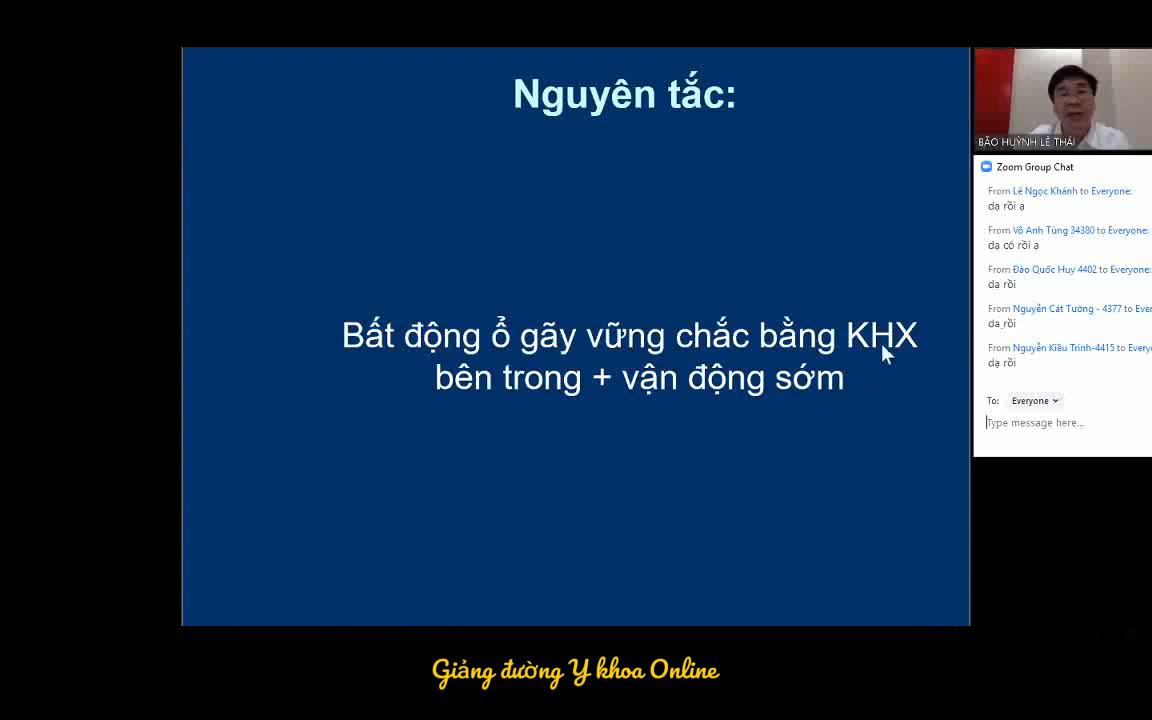 Nguyên tắc:
Bất động ổ gãy vững chắc bằng KHX
bên trong + vận động sớm
BẢO HUỲNH LÊ THÁI
Zoom Group Chat
From Lê Ngọc Khánh to Everyone:
dạ rồi ạ
From Võ Anh Tùng 34380 to Everyone:
dạ có rồi ạ
From Đào Quốc Huy 4402 to Everyone:
dạ rồi
From Nguyễn Cát Tường - 4377 to Ever
dạ rồi
From Nguyễn Kiều Trinh-4415 to Everyo
dạ rồi
To: Everyone
Type message here...
Giảng đường Y khoa Online